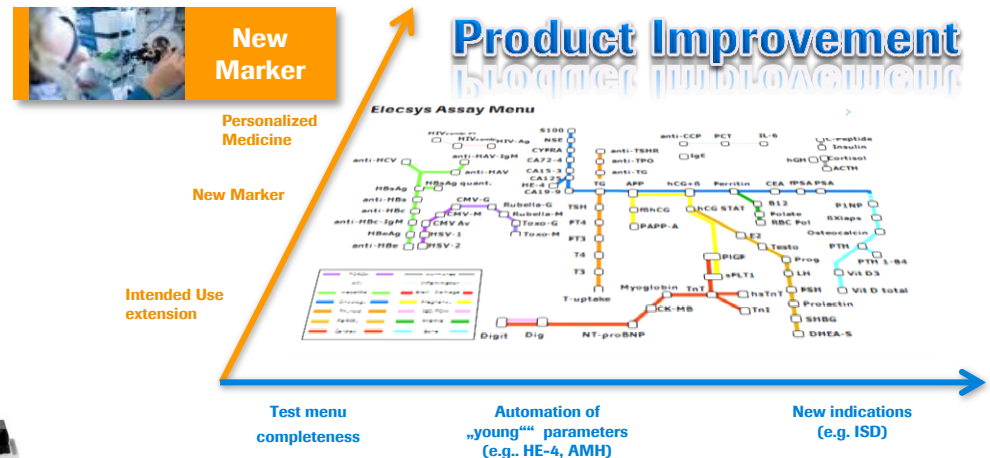 New
Marker
Product Improvement
Personalized
Medicine
New Marker
Intended Use
extension
Elecsys Assay Menu
HIV-Ag
anti-HCV
anti-HAV-IgM
anti-HAV
HBsAg quant.
HBsAg
anti-HBs
anti-HBc
anti-HBc-IgM
HBeAg
anti-HBe
CMV-G
CMV-M
CMV Av
HSV-1
HSV-2
Rubella-G
Rubella-M
Toxo-G
Toxo-M
S100
NSE
CYFRA
CA72-4
CA15-3
CA125
HE-4
CA19-9
anti-TSHR
anti-TPO
anti-TG
TG
TSH
FT4
FT3
T4
T3
T-uptake
anti-CCP
PCT
IL-6
IgE
AFP
hCG+ß
Ferritin
CEA
fPSA
PSA
fßhCG
PAPP-A
hCG STAT
B12
Folate
RBC Fol
Insulin
hGH
Cortisol
ACTH
P1NP
ßXlaps
Osteocalcin
PTH
PTH 1-84
Vit D3
Vit D total
E2
Testo
Prog
LH
FSH
Prolactin
SHBG
DHEA-S
PlGF
sFLT1
Myoglobin
TnT
hsTnT
TnI
CK-MB
NT-proBNP
Digit
Dig
Test menu
completeness
Automation of
„young““ parameters
(e.g.. HE-4, AMH)
New indications
(e.g. ISD)